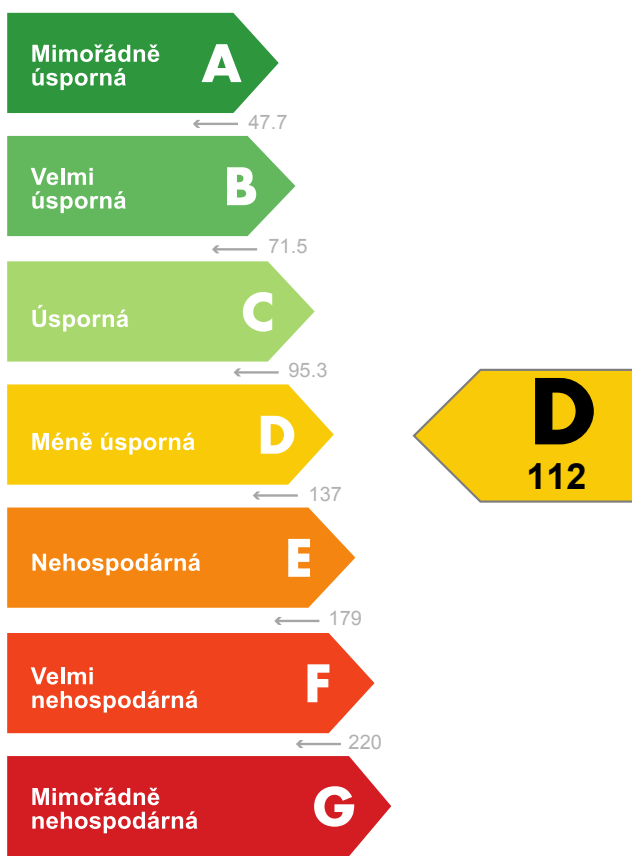 Mimořádně
úsporná
A
47.7
Velmi
úsporná
B
71.5
Úsporná
C
95.3
Méně úsporná
D
137
Nehospodárná
E
179
Velmi
nehospodárná
F
220
Mimořádně
nehospodárná
G
D
112